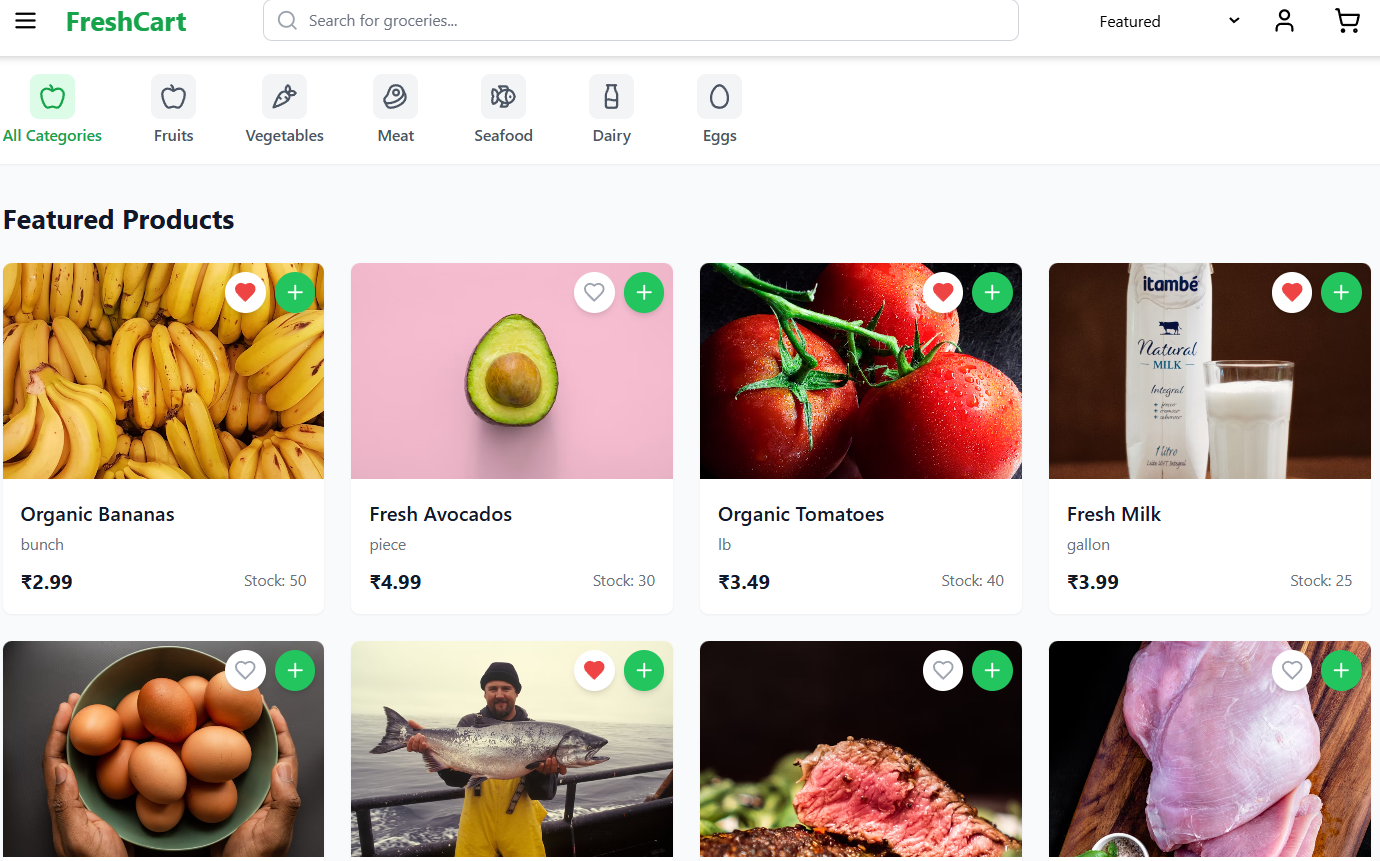 FreshCart
Search for groceries...
Featured
All Categories
Fruits
Vegetables
Meat
Seafood
Dairy
Eggs
Featured Products
itambé
Natural
MILK
Integral
1 litro
Organic Bananas
bunch
₹2.99
Stock: 50
Fresh Avocados
piece
₹4.99
Stock: 30
Organic Tomatoes
lb
₹3.49
Stock: 40
Fresh Milk
gallon
₹3.99
Stock: 25